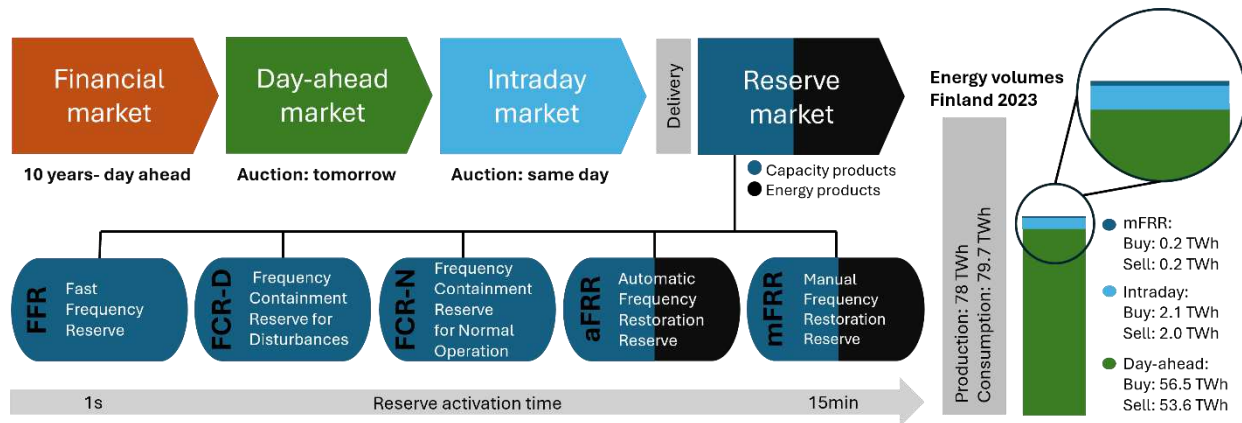 Financial
market
Day-ahead
market
Intraday
market
Delivery
Reserve
market
10 years- day ahead
Auction: tomorrow
Auction: same day
Capacity products
Energy products
FFR
Fast
Frequency
Reserve
FCR-D
Frequency
Containment
Reserve for
Disturbances
FCR-N
Frequency
Containment
Reserve
for Normal
Operation
aFRR
Automatic
Frequency
Restoration
Reserve
mFRR
Manual
Frequency
Restoration
Reserve
1s
Reserve activation time
15min
Energy volumes
Finland 2023
Production: 78 TWh
Consumption: 79.7 TWh
mFRR:
Buy: 0.2 TWh
Sell: 0.2 TWh
Intraday:
Buy: 2.1 TWh
Sell: 2.0 TWh
Day-ahead:
Buy: 56.5 TWh
Sell: 53.6 TWh